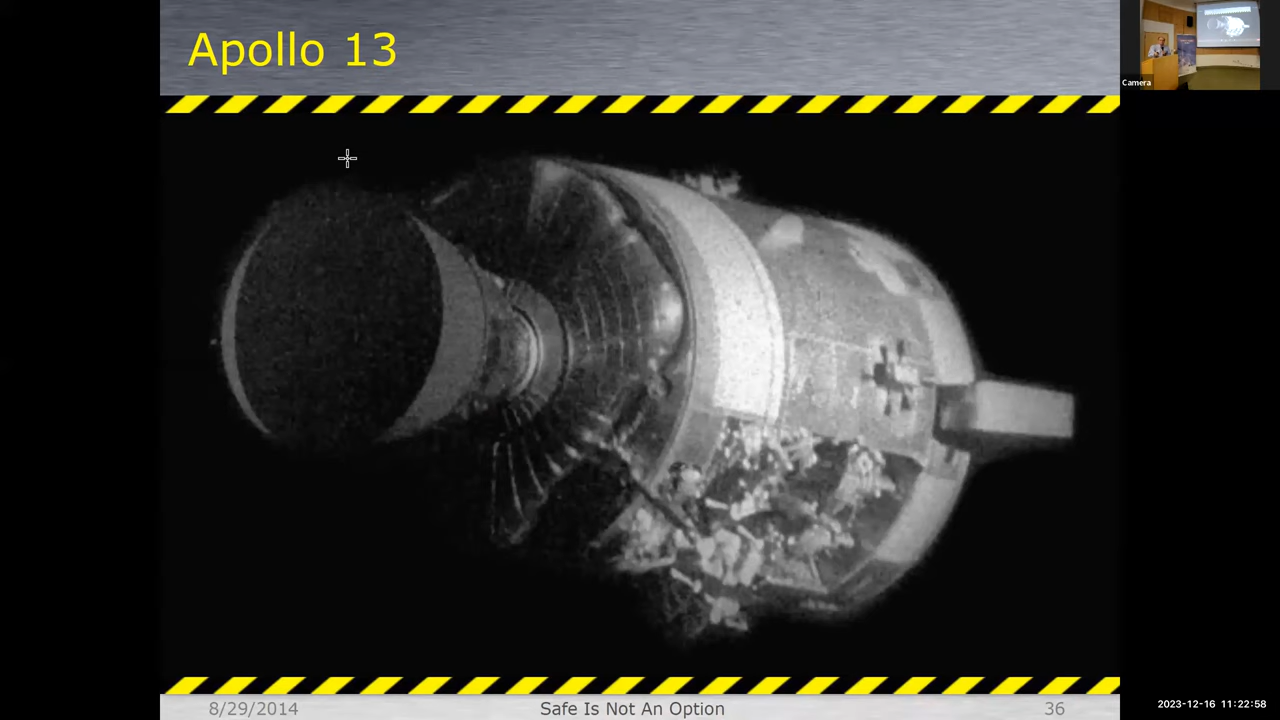 Apollo 13
Camera
8/29/2014
Safe Is Not An Option
36
2023-12-16 11:22:58